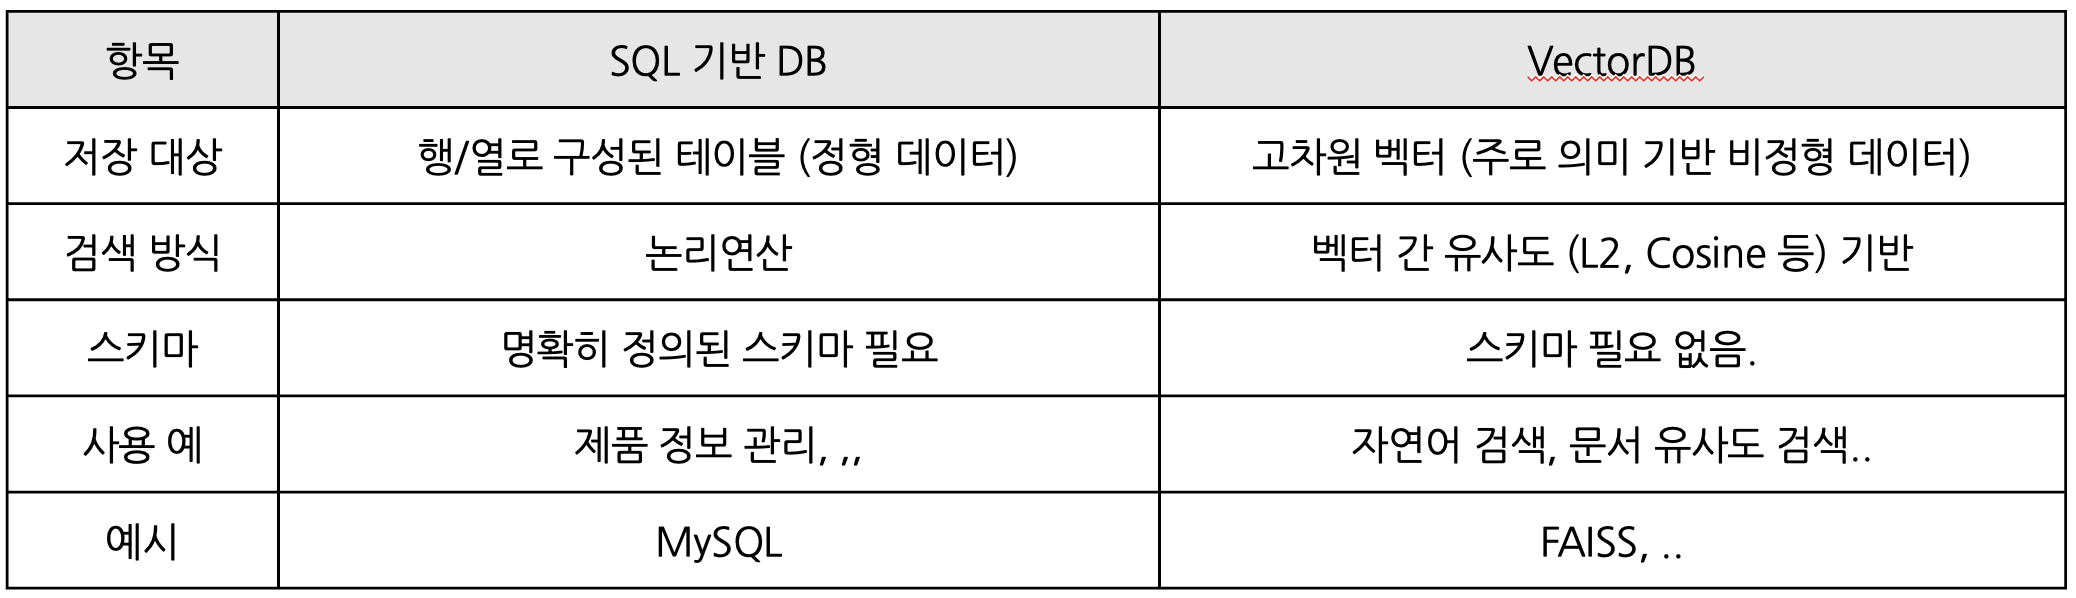 항목 SQL 기반 DB VectorDB
저장 대상 행/열로 구성된 테이블 (정형 데이터) 고차원 벡터 (주로 의미 기반 비정형 데이터)
검색 방식 논리연산 벡터 간 유사도 (L2, Cosine 등) 기반
스키마 명확히 정의된 스키마 필요 스키마 필요 없음.
사용 예 제품 정보 관리, ,, 자연어 검색, 문서 유사도 검색..
예시 MySQL FAISS, ..